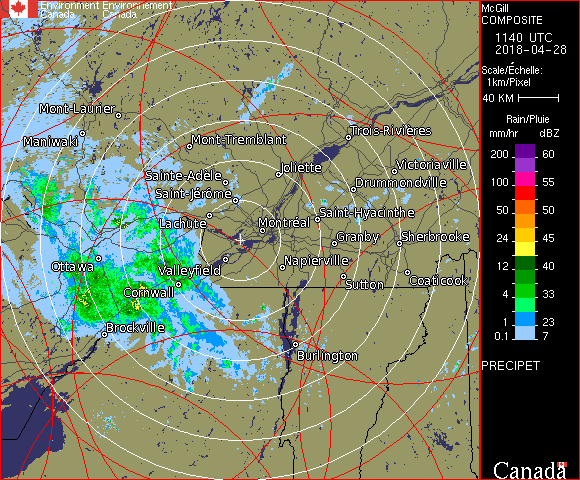 Environment Environnement
Canada Canada
McGill
COMPOSITE
1140 UTC
2018-04-28
Scale/Échelle:
1km/Pixel
40 KM
Rain/Pluie
mm/hr dBZ
200 60
150 57
100 55
50 50
24 45
12 40
4 33
1 23
0.1 7
PRECIPET
Canada
Mont-Laurier
Maniwaki
Mont-Tremblant
Trois-Rivières
Sainte-Adèle
Joliette
Victoriaville
Saint-Jérôme
Drummondville
Lachute
Saint-Hyacinthe
Montréal
Granby
Sherbrooke
Ottawa
Valleyfield
Napierville
Cornwall
Sutton
Coaticook
Brockville
Burlington